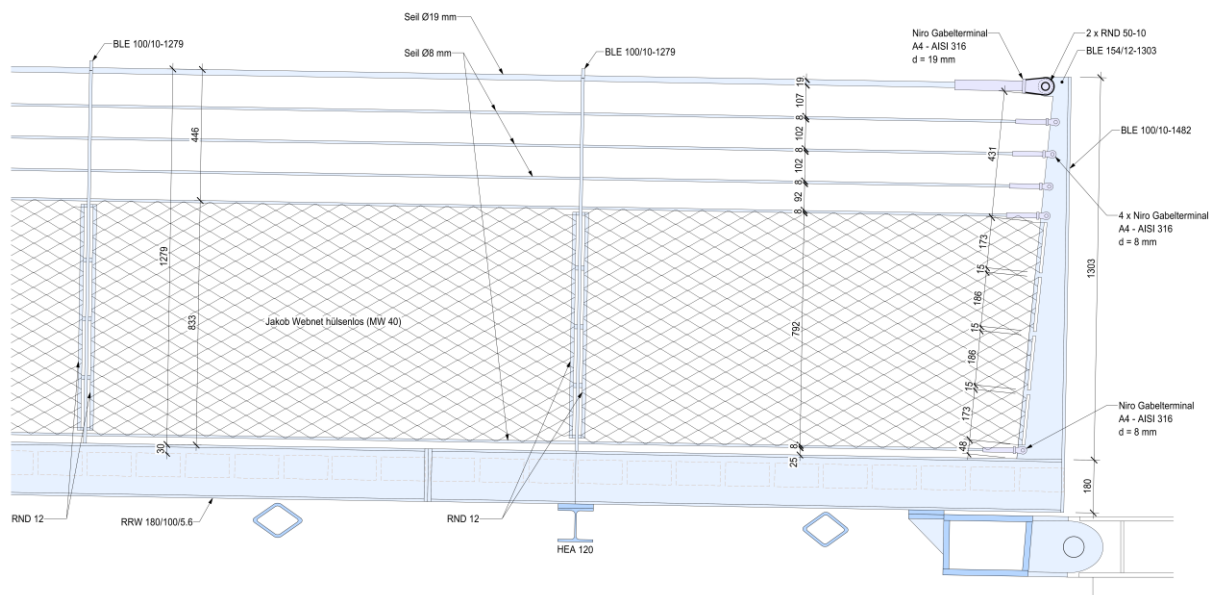 Seil Ø19 mm
Niro Gabelterminal
A4 - AISI 316
d = 19 mm
2 x RND 50-10
BLE 154/12-1303
BLE 100/10-1279
Seil Ø8 mm
BLE 100/10-1279
19
107
8
102
8
102
8
92
8
446
431
BLE 100/10-1482
4 x Niro Gabelterminal
A4 - AISI 316
d = 8 mm
173
15
186
15
186
15
173
48
1279
833
Jakob Webnet hülsenlos (MW 40)
792
1303
Niro Gabelterminal
A4 - AISI 316
d = 8 mm
30
8
25
180
RND 12
RRW 180/100/5.6
RND 12
HEA 120